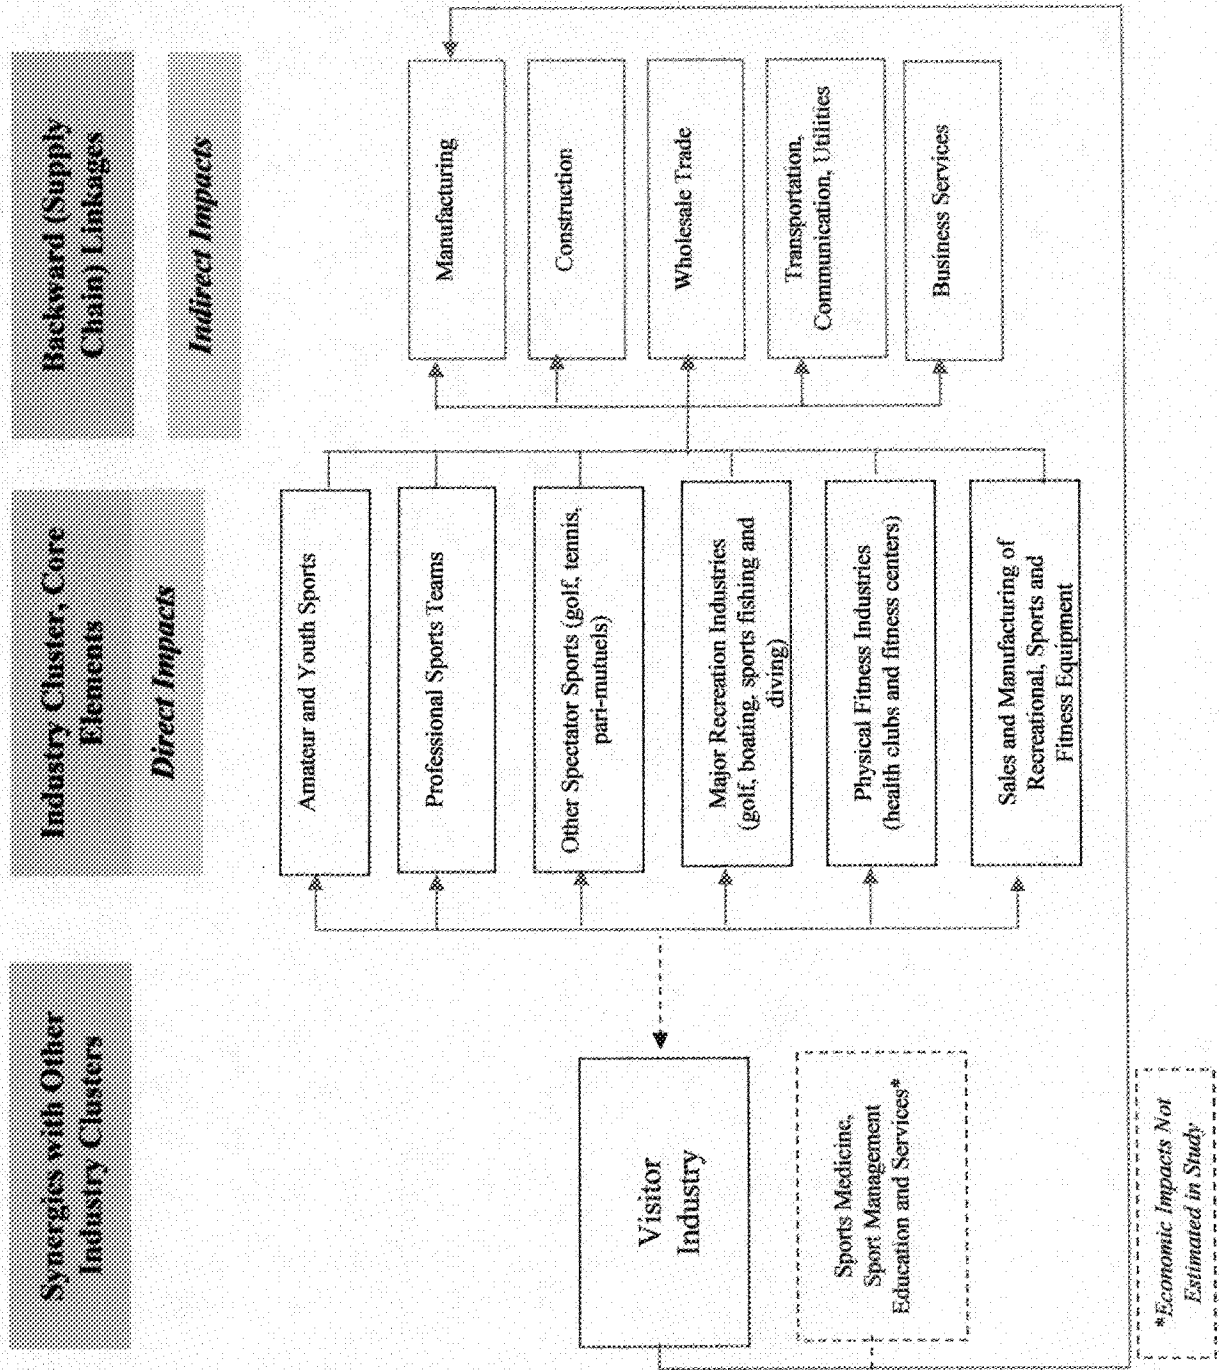 Synergies with Other
Industry Clusters
Visitor
Industry
Sports Medicine,
Sport Management
Education and Services*
*Economic Impacts Not
Estimated in Study
Industry Cluster, Core
Elements
Direct Impacts
Amateur and Youth Sports
Professional Sports Teams
Other Spectator Sports (golf, tennis,
pari-mutuels)
Major Recreation Industries
(golf, boating, sports fishing and
diving)
Physical Fitness Industries
(health clubs and fitness centers)
Sales and Manufacturing of
Recreational, Sports and
Fitness Equipment
Backward (Supply
Chain) Linkages
Indirect Impacts
Manufacturing
Construction
Wholesale Trade
Transportation,
Communication, Utilities
Business Services